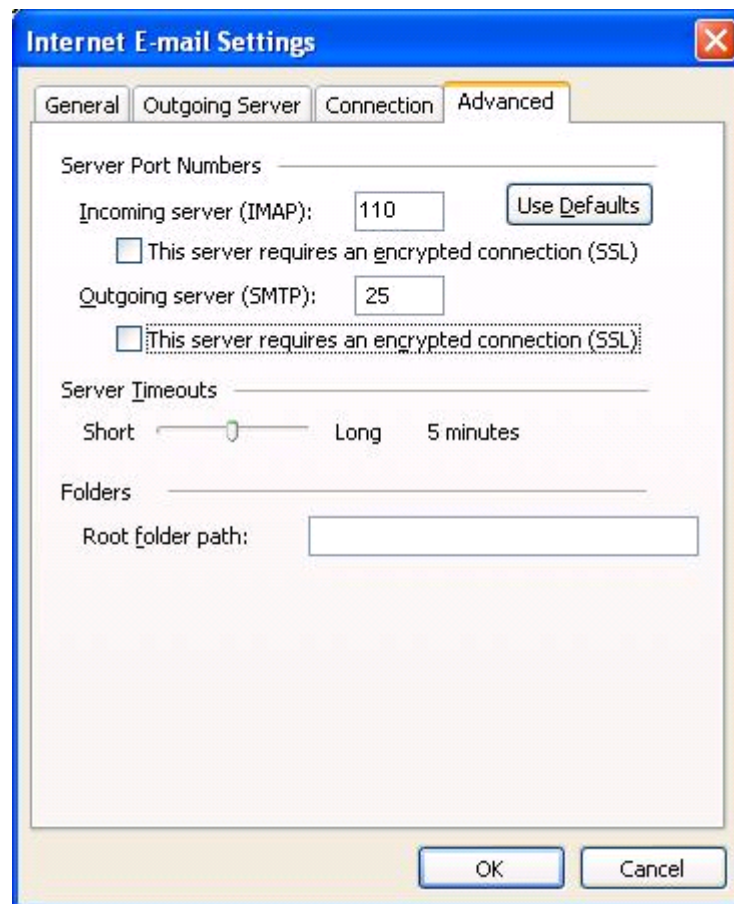 Internet E-mail Settings
General Outgoing Server Connection Advanced
Server Port Numbers
Incoming server (IMAP): 110 Use Defaults
This server requires an encrypted connection (SSL)
Outgoing server (SMTP): 25
This server requires an encrypted connection (SSL)
Server Timeouts
Short Long 5 minutes
Folders
Root folder path:
OK Cancel